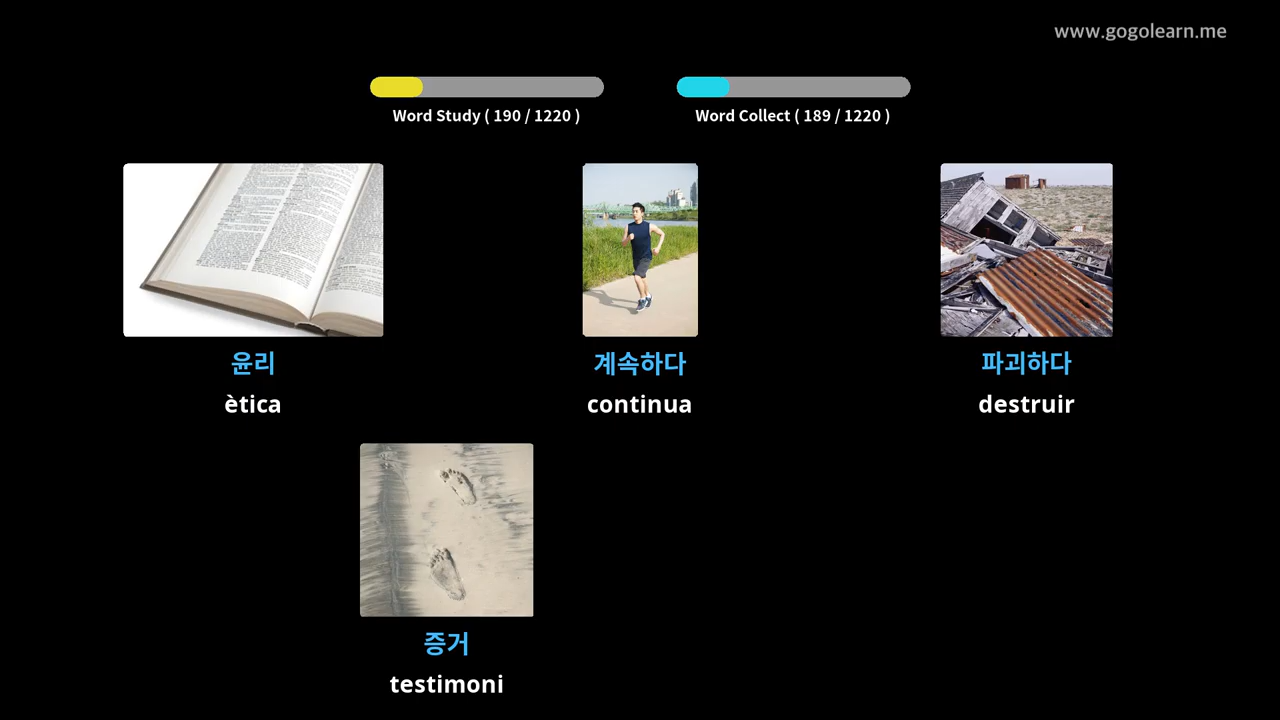 www.gogolearn.me
Word Study ( 190 / 1220 )
Word Collect ( 189 / 1220 )
윤리
ètica
계속하다
continua
파괴하다
destruir
증거
testimoni